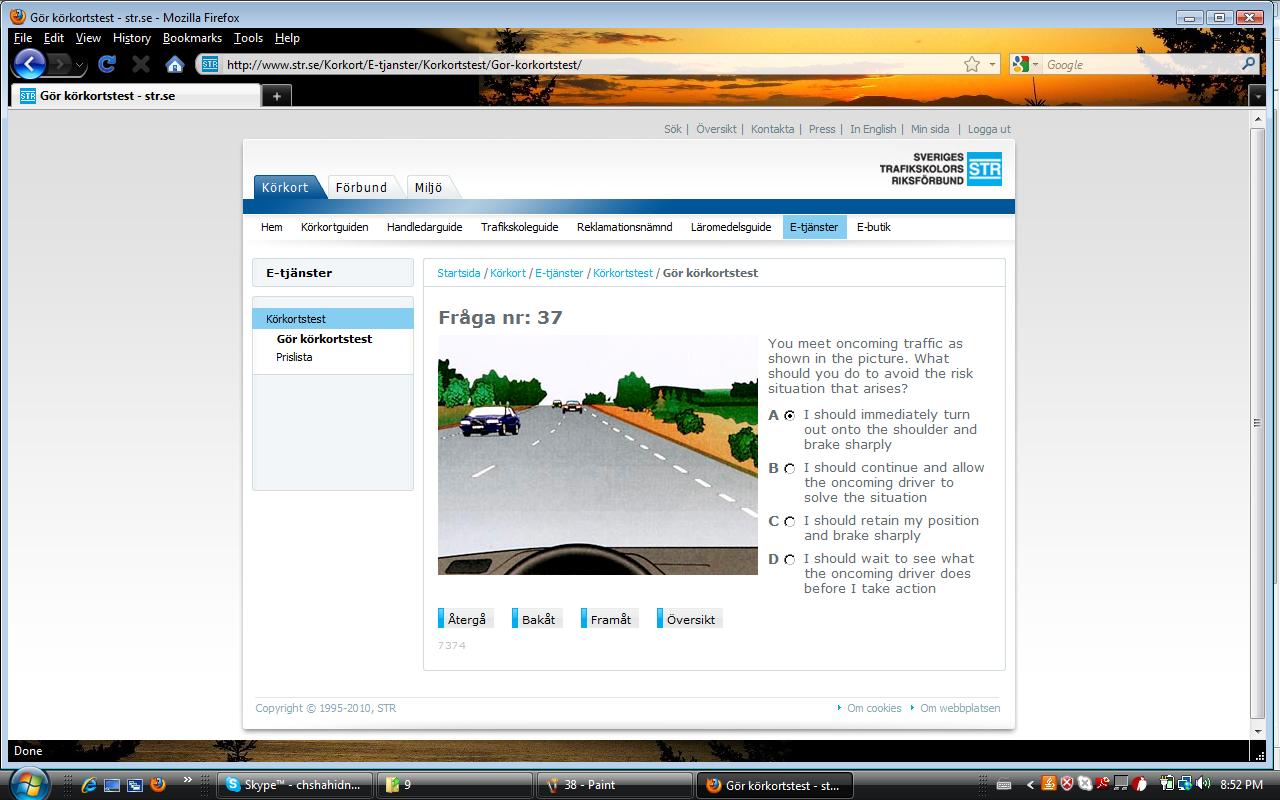 Gör körkortstest - str.se - Mozilla Firefox
File Edit View History Bookmarks Tools Help
STR http://www.str.se/Korkort/E-tjanster/Korkortstest/Gor-korkortstest/ Google
STR Gör körkortstest - str.se
Sök | Översikt | Kontakta | Press | In English | Min sida | Logga ut
SVERIGES
TRAFIKSKOLORS
RIKSFÖRBUND
STR
Körkort Förbund Miljö
Hem Körkortguiden Handledarguide Trafikskoleguide Reklamationsnämnd Läromedelsguide E-tjänster E-butik
E-tjänster
Startsida / Körkort / E-tjänster / Körkortstest / Gör körkortstest
Körkortstest
Gör körkortstest
Prislista
Fråga nr: 37
You meet oncoming traffic as
shown in the picture. What
should you do to avoid the risk
situation that arises?
A I should immediately turn
out onto the shoulder and
brake sharply
B I should continue and allow
the oncoming driver to
solve the situation
C I should retain my position
and brake sharply
D I should wait to see what
the oncoming driver does
before I take action
Återgå Bakåt Framåt Översikt
7374
Copyright © 1995-2010, STR
Om cookies Om webbplatsen
Done
Skype™ - chshahidn... 9 38 - Paint Gör körkortstest - st... 8:52 PM